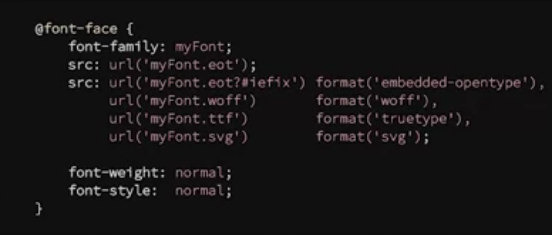 @font-face {
font-family: myFont;
src: url('myFont.eot');
src: url('myFont.eot?#iefix') format('embedded-opentype'),
url('myFont.woff') format('woff'),
url('myFont.ttf') format('truetype'),
url('myFont.svg') format('svg');
font-weight: normal;
font-style: normal;
}